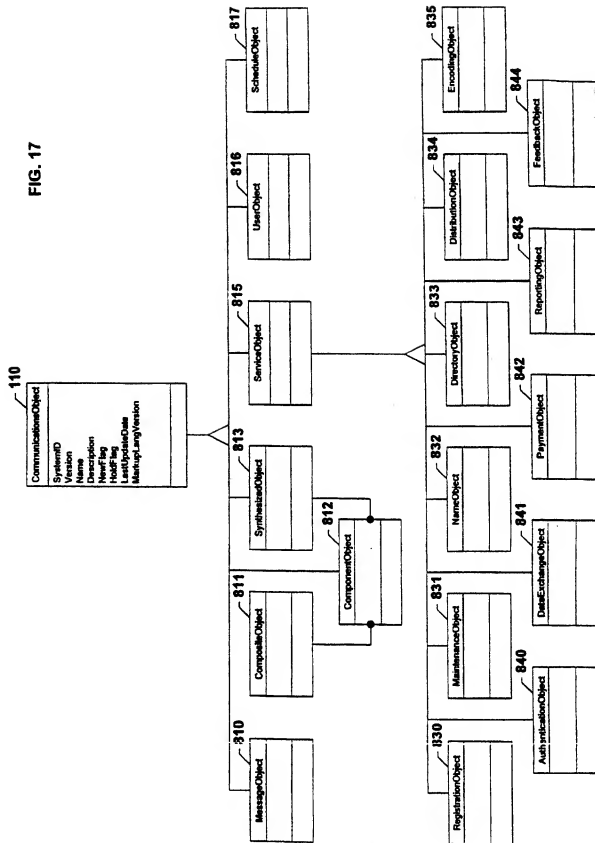 FIG. 17
110
CommunicationsObject
SystemID
Version
Name
Description
NewFlag
HoldFlag
LastUpdateDate
MarkupLangVersion
810
MessageObject
811
CompositeObject
812
ComponentObject
813
SynthesizedObject
815
ServiceObject
816
UserObject
817
ScheduleObject
830
RegistrationObject
831
MaintenanceObject
832
NameObject
833
DirectoryObject
834
DistributionObject
835
EncodingObject
840
AuthenticationObject
841
DataExchangeObject
842
PaymentObject
843
ReportingObject
844
FeedbackObject